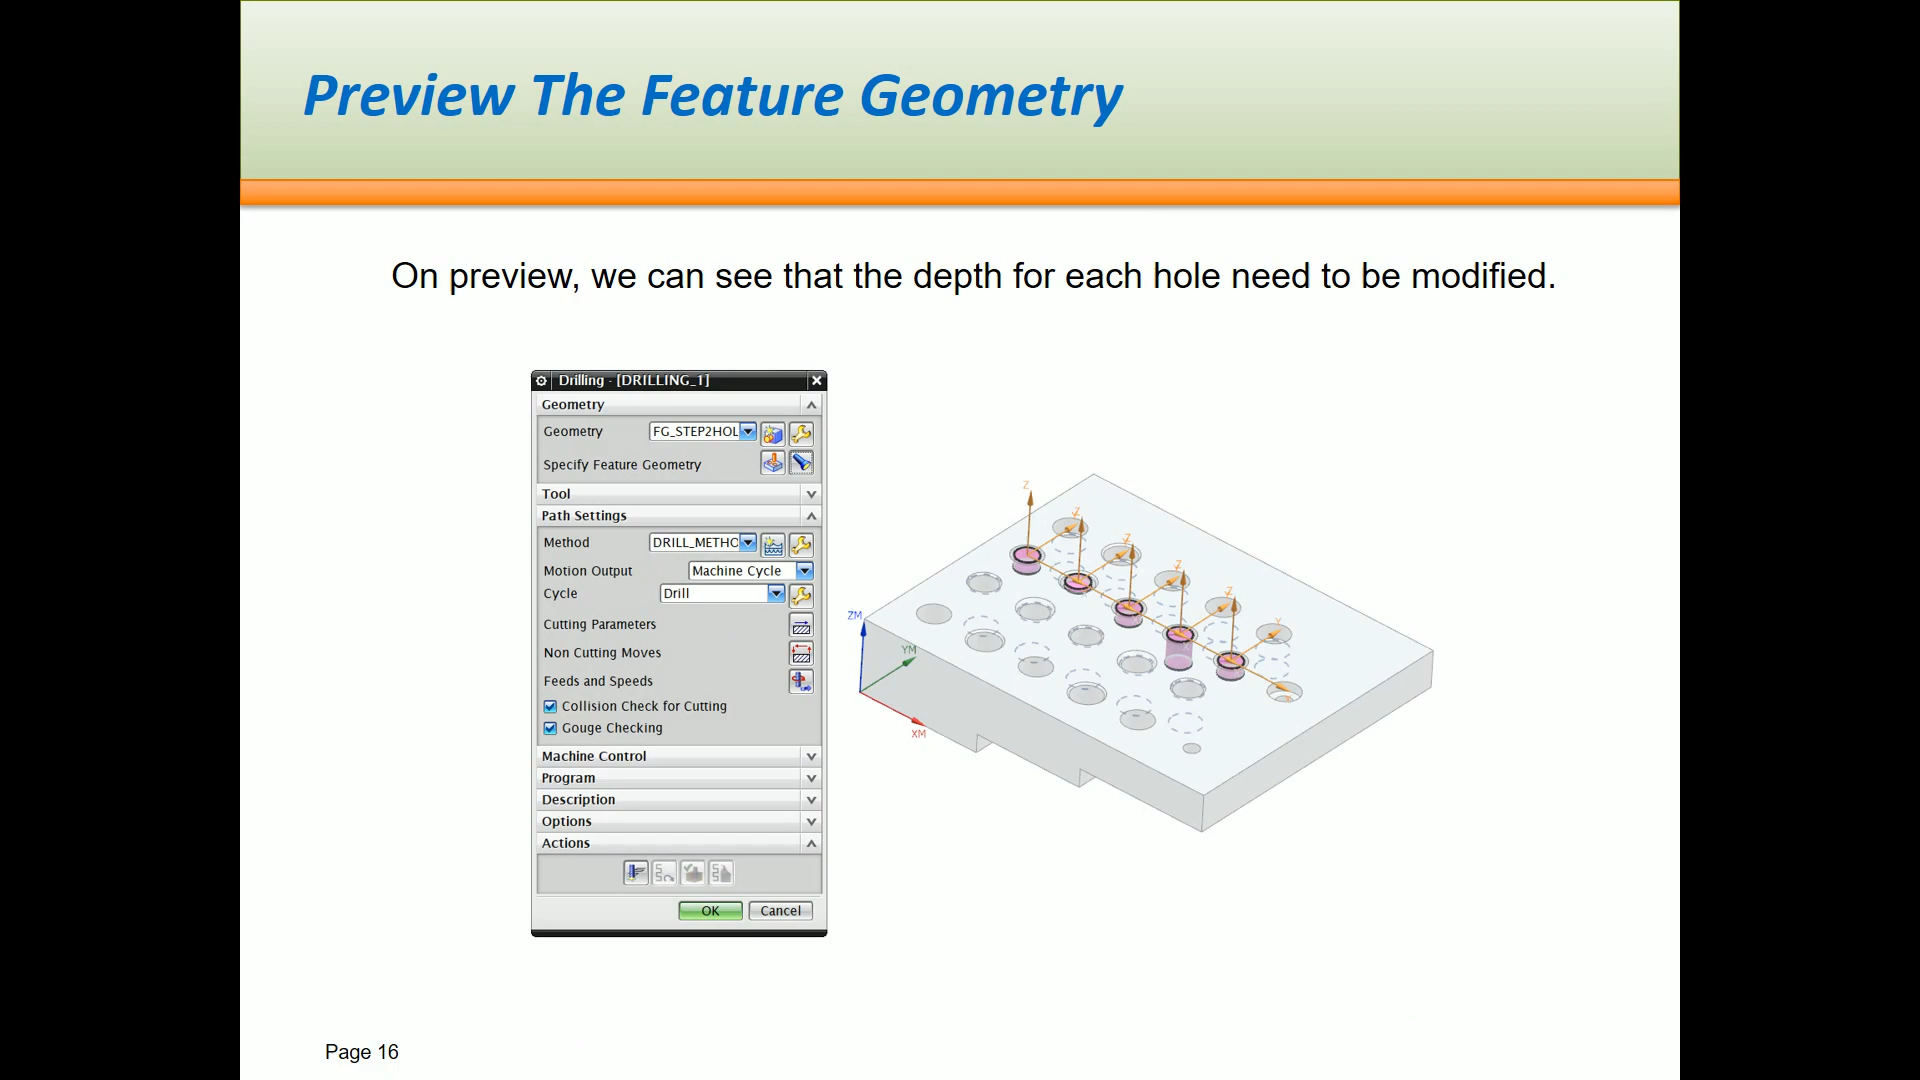 Preview The Feature Geometry
On preview, we can see that the depth for each hole need to be modified.
Drilling - [DRILLING_1]
Geometry
Geometry FG_STEP2HOL
Specify Feature Geometry
Tool
Path Settings
Method DRILL_METHO
Motion Output Machine Cycle
Cycle Drill
Cutting Parameters
Non Cutting Moves
Feeds and Speeds
Collision Check for Cutting
Gouge Checking
Machine Control
Program
Description
Options
Actions
OK Cancel
Z
Z
Z
Z
Z
Y
ZM
YM
XM
Page 16